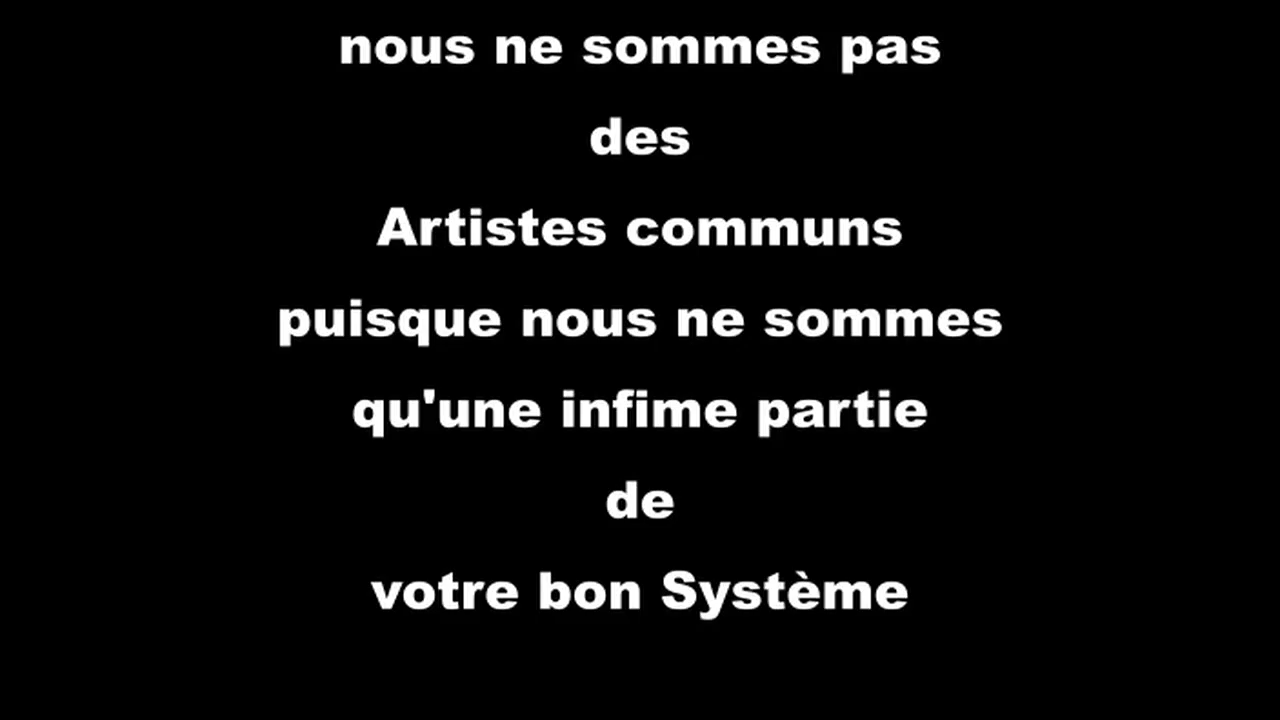 nous ne sommes pas
des
Artistes communs
puisque nous ne sommes
qu'une infime partie
de
votre bon Système